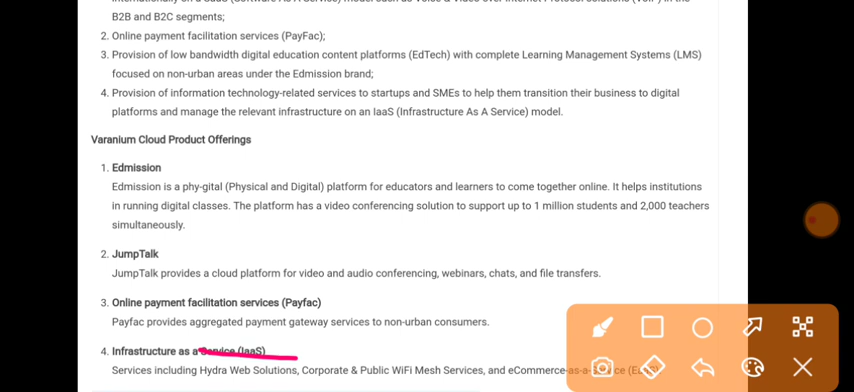 B2B and B2C segments;
2. Online payment facilitation services (PayFac);
3. Provision of low bandwidth digital education content platforms (EdTech) with complete Learning Management Systems (LMS)
focused on non-urban areas under the Edmission brand;
4. Provision of information technology-related services to startups and SMEs to help them transition their business to digital
platforms and manage the relevant infrastructure on an IaaS (Infrastructure As A Service) model.
Varanium Cloud Product Offerings
1. Edmission
Edmission is a phy-gital (Physical and Digital) platform for educators and learners to come together online. It helps institutions
in running digital classes. The platform has a video conferencing solution to support up to 1 million students and 2,000 teachers
simultaneously.
2. JumpTalk
JumpTalk provides a cloud platform for video and audio conferencing, webinars, chats, and file transfers.
3. Online payment facilitation services (Payfac)
Payfac provides aggregated payment gateway services to non-urban consumers.
4. Infrastructure as a Service (IaaS)
Services including Hydra Web Solutions, Corporate & Public WiFi Mesh Services, and eCommerce-as-a-